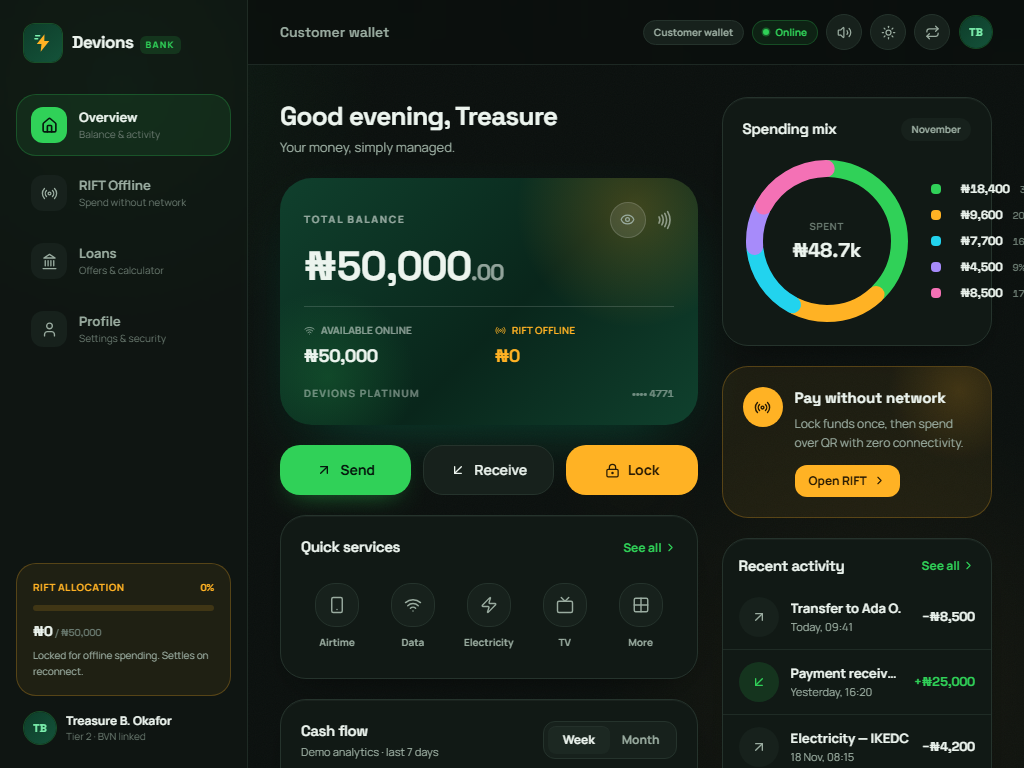 Devions BANK
Overview
Balance & activity
RIFT Offline
Spend without network
Loans
Offers & calculator
Profile
Settings & security
RIFT ALLOCATION 0%
₦0 / ₦50,000
Locked for offline spending. Settles on
reconnect.
TB
Treasure B. Okafor
Tier 2 · BVN linked
Customer wallet
Customer wallet
Online
TB
Good evening, Treasure
Your money, simply managed.
TOTAL BALANCE
₦50,000.00
AVAILABLE ONLINE
₦50,000
RIFT OFFLINE
₦0
DEVIONS PLATINUM
•••• 4771
Send
Receive
Lock
Quick services
See all
Airtime
Data
Electricity
TV
More
Cash flow
Demo analytics · last 7 days
Week
Month
Spending mix
November
SPENT
₦48.7k
₦18,400 3
₦9,600 20
₦7,700 16
₦4,500 9%
₦8,500 17
Pay without network
Lock funds once, then spend
over QR with zero connectivity.
Open RIFT
Recent activity
See all
Transfer to Ada O.
Today, 09:41
−₦8,500
Payment receiv...
Yesterday, 16:20
+₦25,000
Electricity — IKEDC
18 Nov, 08:15
−₦4,200